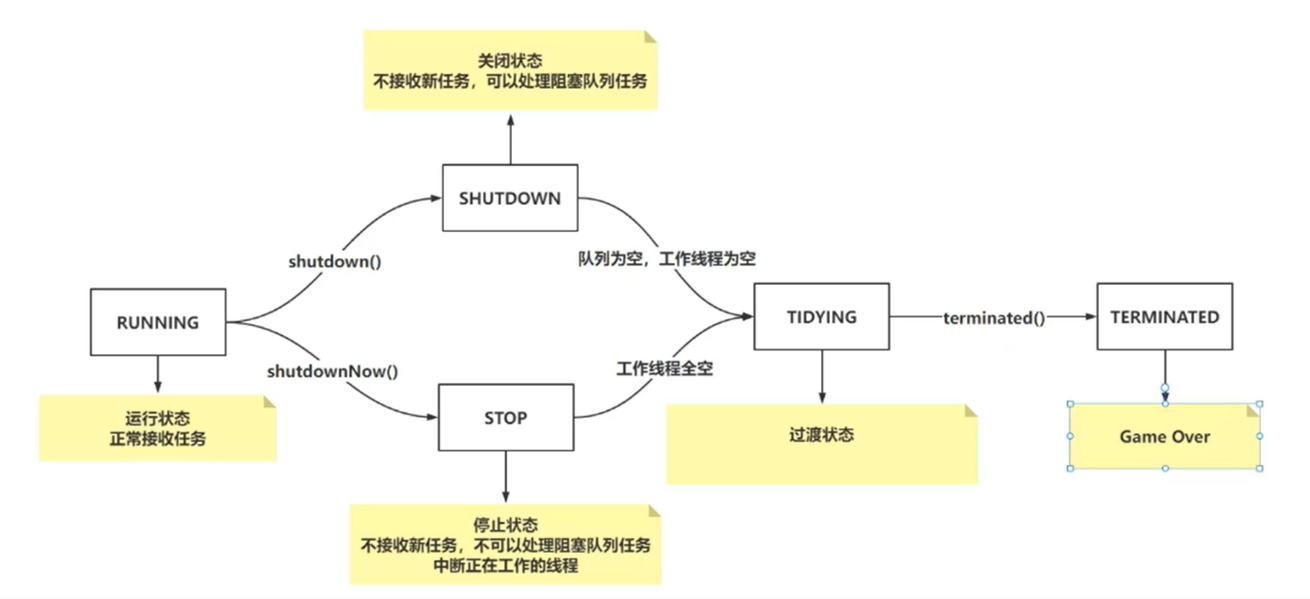 关闭状态
不接收新任务，可以处理阻塞队列任务
SHUTDOWN
shutdown()
队列为空，工作线程为空
RUNNING
TIDYING
terminated()
TERMINATED
shutdownNow()
工作线程全空
运行状态
正常接收任务
STOP
过渡状态
Game Over
停止状态
不接收新任务，不可以处理阻塞队列任务
中断正在工作的线程